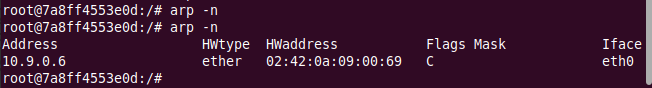 root@7a8ff4553e0d:/# arp -n
root@7a8ff4553e0d:/# arp -n
Address                  HWtype  HWaddress           Flags Mask            Iface
10.9.0.6                 ether   02:42:0a:09:00:69   C                     eth0
root@7a8ff4553e0d:/#